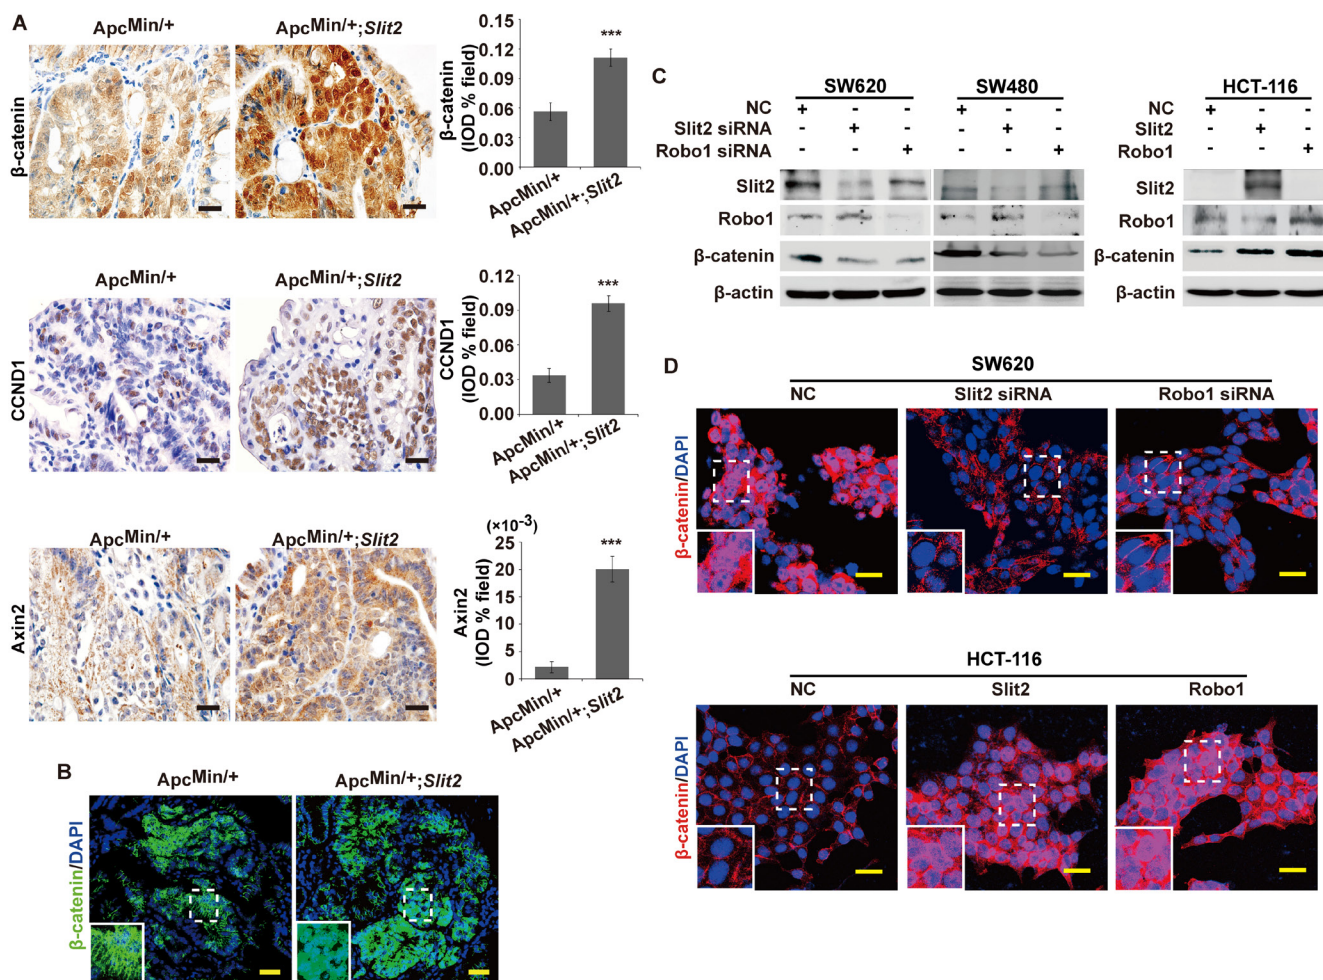 A
ApcMin/+
ApcMin/+;Slit2
β-catenin
β-catenin
(IOD % field)
0.15
0.12
0.09
0.06
0.03
0.00
***
ApcMin/+
ApcMin/+;Slit2
ApcMin/+
ApcMin/+;Slit2
CCND1
CCND1
(IOD % field)
0.12
0.09
0.06
0.03
0.00
***
ApcMin/+
ApcMin/+;Slit2
ApcMin/+
ApcMin/+;Slit2
Axin2
Axin2
(IOD % field)
(×10-3)
25
20
15
10
5
0
***
ApcMin/+
ApcMin/+;Slit2
B
ApcMin/+
ApcMin/+;Slit2
β-catenin/DAPI
C
SW620 SW480 HCT-116
NC + - - + - - NC + - -
Slit2 siRNA - + - - + - Slit2 - + -
Robo1 siRNA - - + - - + Robo1 - - +
Slit2 Slit2
Robo1 Robo1
β-catenin β-catenin
β-actin β-actin
D
SW620
NC Slit2 siRNA Robo1 siRNA
β-catenin/DAPI
HCT-116
NC Slit2 Robo1
β-catenin/DAPI